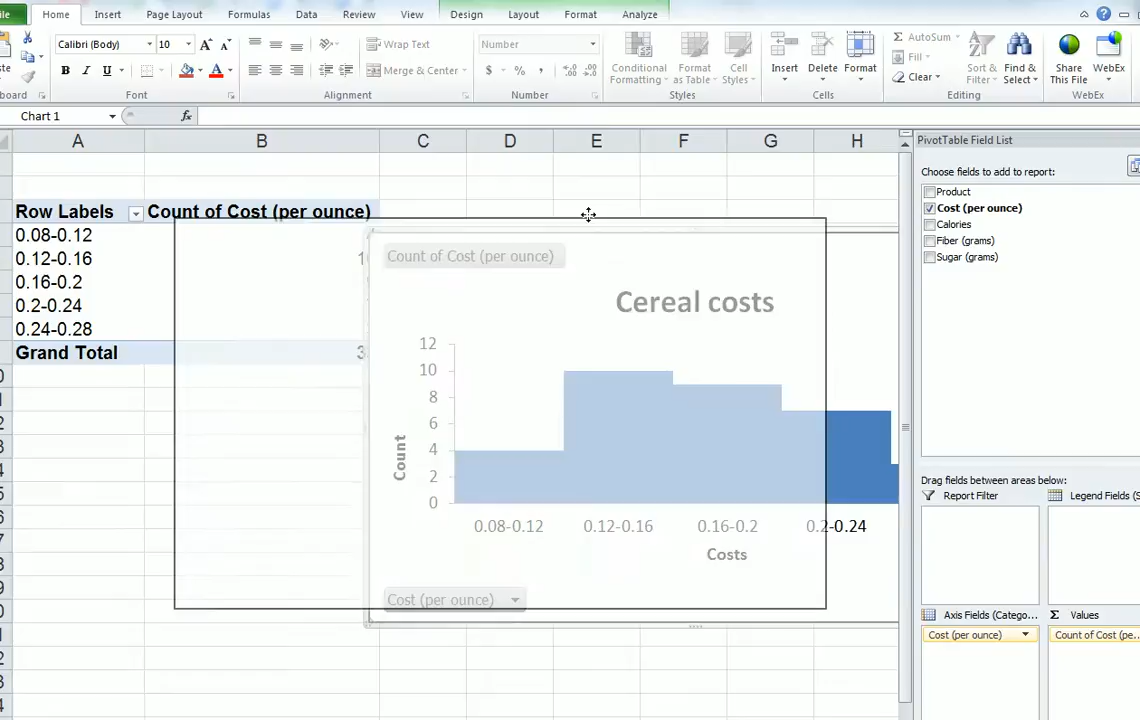 ile Home Insert Page Layout Formulas Data Review View Design Layout Format Analyze
Calibri (Body) 10 A A Wrap Text Number AutoSum
ste B I U A Merge & Center $ % , Conditional Formatting Format as Table Cell Styles Insert Delete Format Fill Clear Sort & Filter Find & Select Share This File WebEx
board Font Alignment Number Styles Cells Editing WebEx
Chart 1 fx
A B C D E F G H
PivotTable Field List
Choose fields to add to report:
Product
Cost (per ounce)
Calories
Fiber (grams)
Sugar (grams)
Row Labels Count of Cost (per ounce)
0.08-0.12
0.12-0.16 1
0.16-0.2
0.2-0.24
0.24-0.28
Grand Total 3
Count of Cost (per ounce)
Cereal costs
12
10
8
6
4
2
0
Count
0.08-0.12 0.12-0.16 0.16-0.2 0.2-0.24
Costs
Cost (per ounce)
Drag fields between areas below:
Report Filter Legend Fields (S
Axis Fields (Catego... Σ Values
Cost (per ounce) Count of Cost (pe...